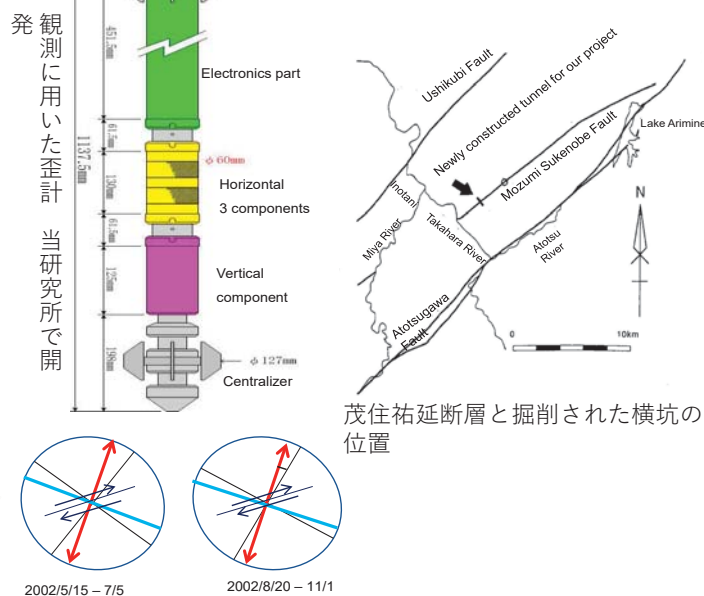 観測に用いた歪計　当研究所で開
発
451.5mm
61.5mm
130mm
61.5mm
125mm
198mm
1137.5mm
Electronics part
φ 60mm
Horizontal
3 components
Vertical
component
φ 127mm
Centralizer
Ushikubi Fault
Newly constructed tunnel for our project
Mozumi Sukenobe Fault
Lake Arimine
Inotani
Miya River
Takahara River
Atotsu
River
Atotsugawa
Fault
N
0
10km
茂住祐延断層と掘削された横坑の
位置
2002/5/15 – 7/5
2002/8/20 – 11/1